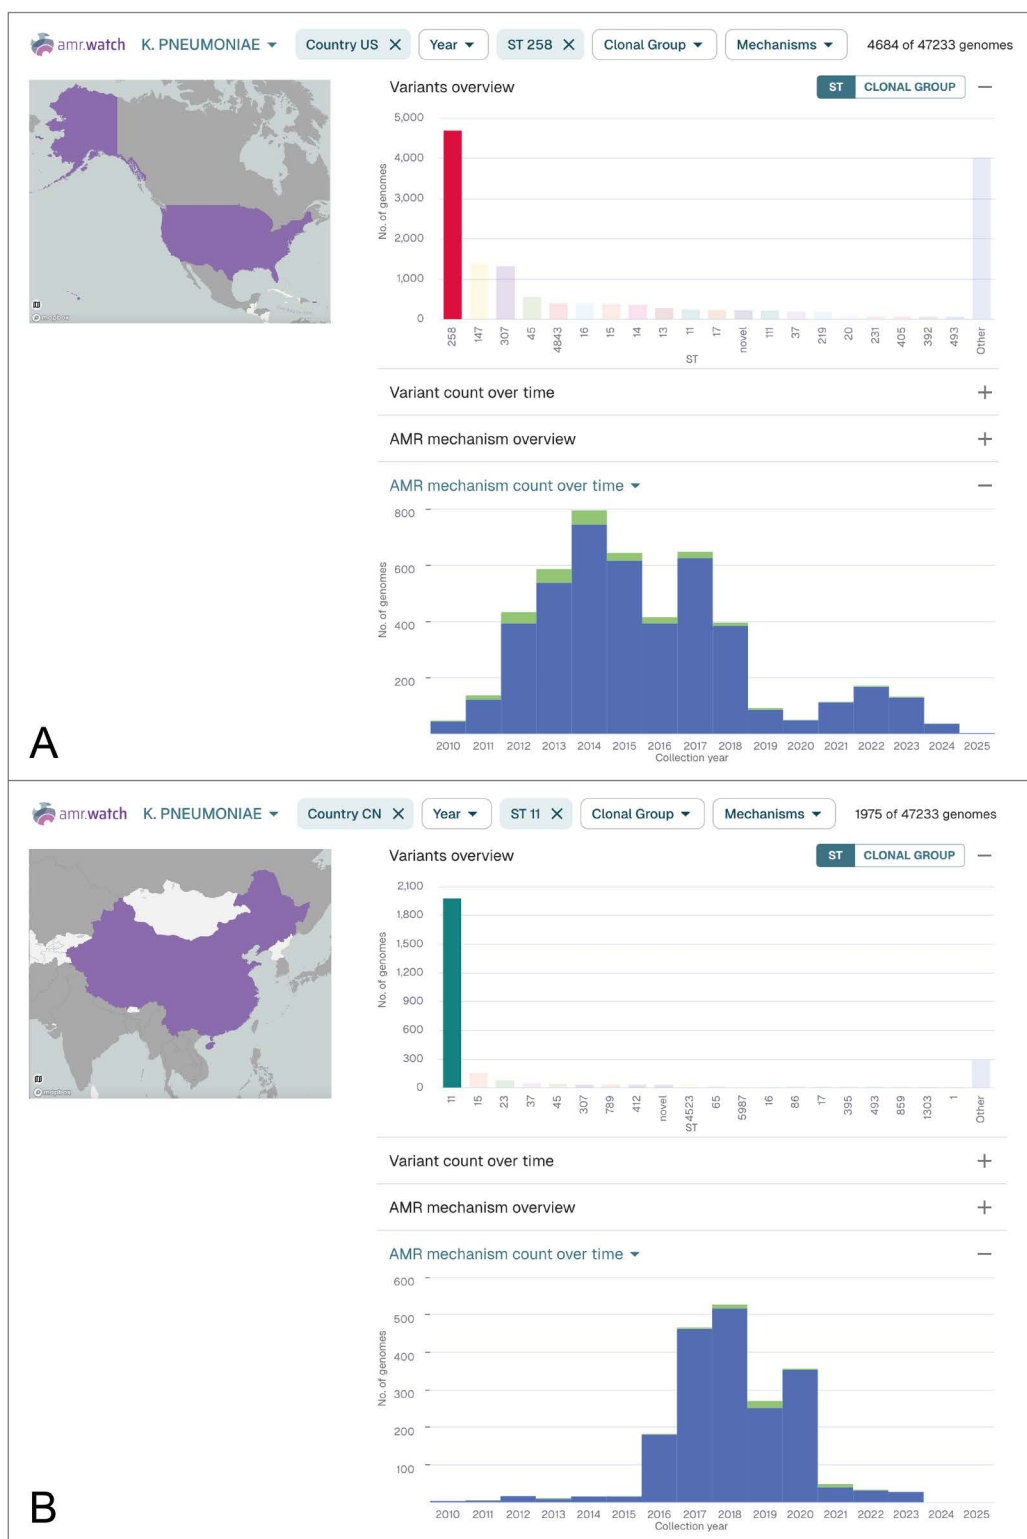 amr.watch K. PNEUMONIAE Country US Year ST 258 Clonal Group Mechanisms 4684 of 47233 genomes
Variants overview ST CLONAL GROUP
5,000
4,000
3,000
2,000
1,000
0
No. of genomes
258 147 307 45 4843 16 15 14 13 11 17 novel 111 37 219 20 231 405 392 493 Other
ST
mapbox
Variant count over time
AMR mechanism overview
AMR mechanism count over time
800
600
400
200
No. of genomes
2010 2011 2012 2013 2014 2015 2016 2017 2018 2019 2020 2021 2022 2023 2024 2025
Collection year
A
amr.watch K. PNEUMONIAE Country CN Year ST 11 Clonal Group Mechanisms 1975 of 47233 genomes
Variants overview ST CLONAL GROUP
2,100
1,800
1,500
1,200
900
600
300
0
No. of genomes
11 15 23 37 45 307 789 412 novel 4523 65 5987 16 86 17 395 493 859 1303 1 Other
ST
mapbox
Variant count over time
AMR mechanism overview
AMR mechanism count over time
600
500
400
300
200
100
No. of genomes
2010 2011 2012 2013 2014 2015 2016 2017 2018 2019 2020 2021 2022 2023 2024 2025
Collection year
B